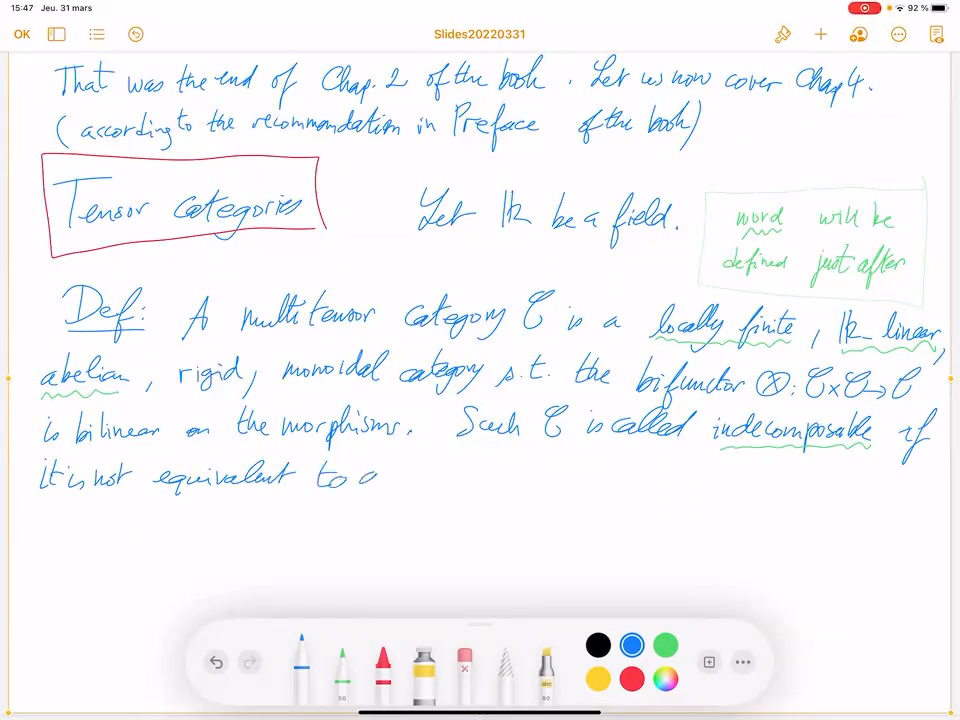 15:47 Jeu. 31 mars 92 %
OK Slides20220331
That was the end of Chap. 2 of the book. Let us now cover Chap 4.
(according to the recommandation in Preface of the book)
Tensor categories Let 𝕜 be a field.
word will be
defined just after
Def: A multitensor category C is a locally finite, 𝕜-linear,
abelian, rigid, monoidal category s.t. the bifunctor ⊗: C×C→C
is bilinear on the morphisms. Such C is called indecomposable if
it is not equivalent to a